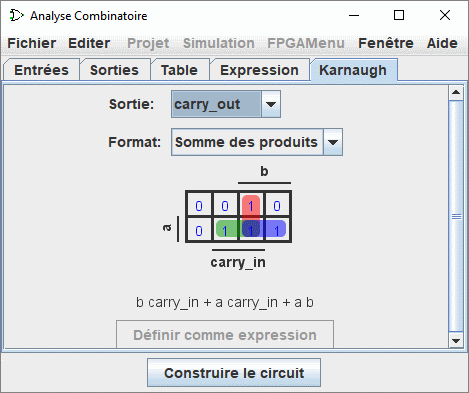 Analyse Combinatoire
Fichier Editer Projet Simulation FPGAMenu Fenêtre Aide
Entrées Sorties Table Expression Karnaugh
Sortie: carry_out
Format: Somme des produits
b
0 0 1 0
a 0 1 1 1
carry_in
b carry_in + a carry_in + a b
Définir comme expression
Construire le circuit